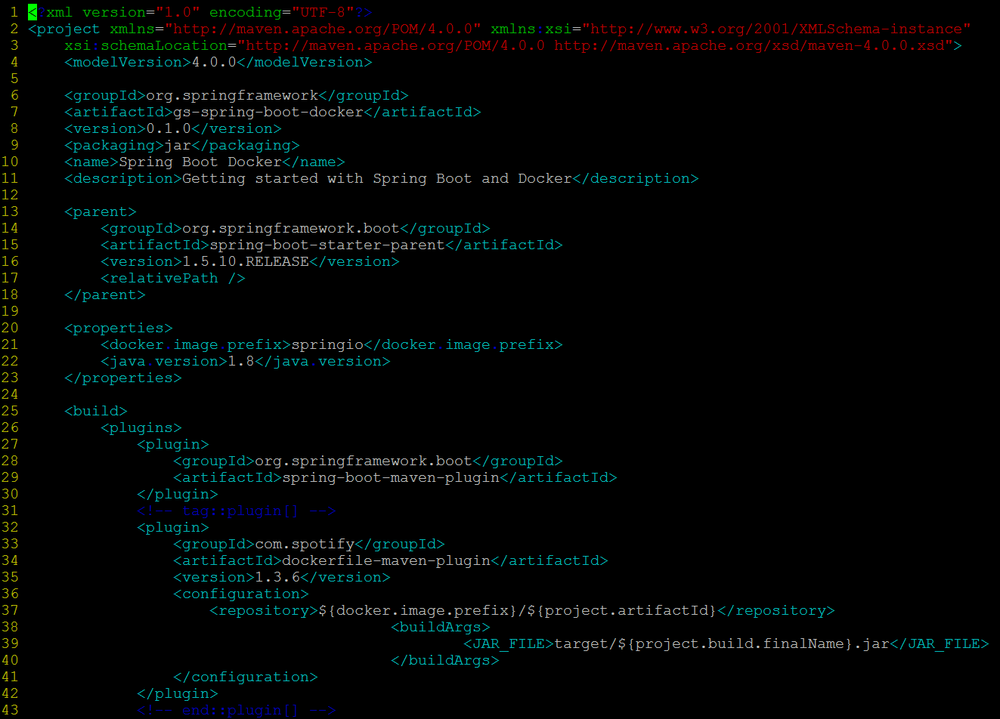 1 <?xml version="1.0" encoding="UTF-8"?>
2 <project xmlns="http://maven.apache.org/POM/4.0.0" xmlns:xsi="http://www.w3.org/2001/XMLSchema-instance"
3     xsi:schemaLocation="http://maven.apache.org/POM/4.0.0 http://maven.apache.org/xsd/maven-4.0.0.xsd">
4     <modelVersion>4.0.0</modelVersion>
5
6     <groupId>org.springframework</groupId>
7     <artifactId>gs-spring-boot-docker</artifactId>
8     <version>0.1.0</version>
9     <packaging>jar</packaging>
10     <name>Spring Boot Docker</name>
11     <description>Getting started with Spring Boot and Docker</description>
12
13     <parent>
14         <groupId>org.springframework.boot</groupId>
15         <artifactId>spring-boot-starter-parent</artifactId>
16         <version>1.5.10.RELEASE</version>
17         <relativePath />
18     </parent>
19
20     <properties>
21         <docker.image.prefix>springio</docker.image.prefix>
22         <java.version>1.8</java.version>
23     </properties>
24
25     <build>
26         <plugins>
27             <plugin>
28                 <groupId>org.springframework.boot</groupId>
29                 <artifactId>spring-boot-maven-plugin</artifactId>
30             </plugin>
31             <!-- tag::plugin[] -->
32             <plugin>
33                 <groupId>com.spotify</groupId>
34                 <artifactId>dockerfile-maven-plugin</artifactId>
35                 <version>1.3.6</version>
36                 <configuration>
37                     <repository>${docker.image.prefix}/${project.artifactId}</repository>
38                                         <buildArgs>
39                                                 <JAR_FILE>target/${project.build.finalName}.jar</JAR_FILE>
40                                         </buildArgs>
41                 </configuration>
42             </plugin>
43             <!-- end::plugin[] -->